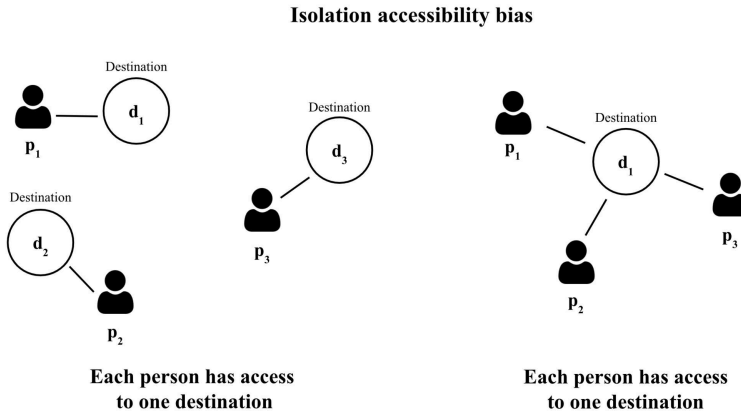 Isolation accessibility bias
Destination
d1
p1
Destination
d2
p2
Destination
d3
p3
Each person has access
to one destination
p1
Destination
d1
p3
p2
Each person has access
to one destination